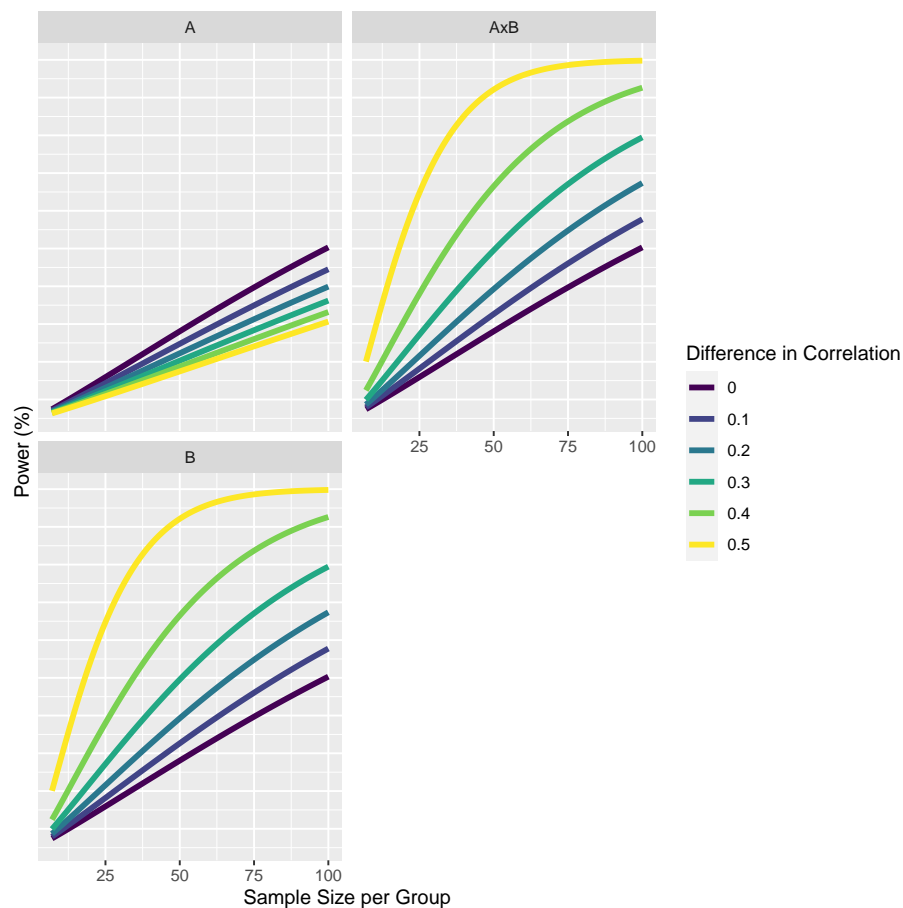 A
AxB
25 50 75 100
B
Power (%)
25 50 75 100
Sample Size per Group
Difference in Correlation
0
0.1
0.2
0.3
0.4
0.5